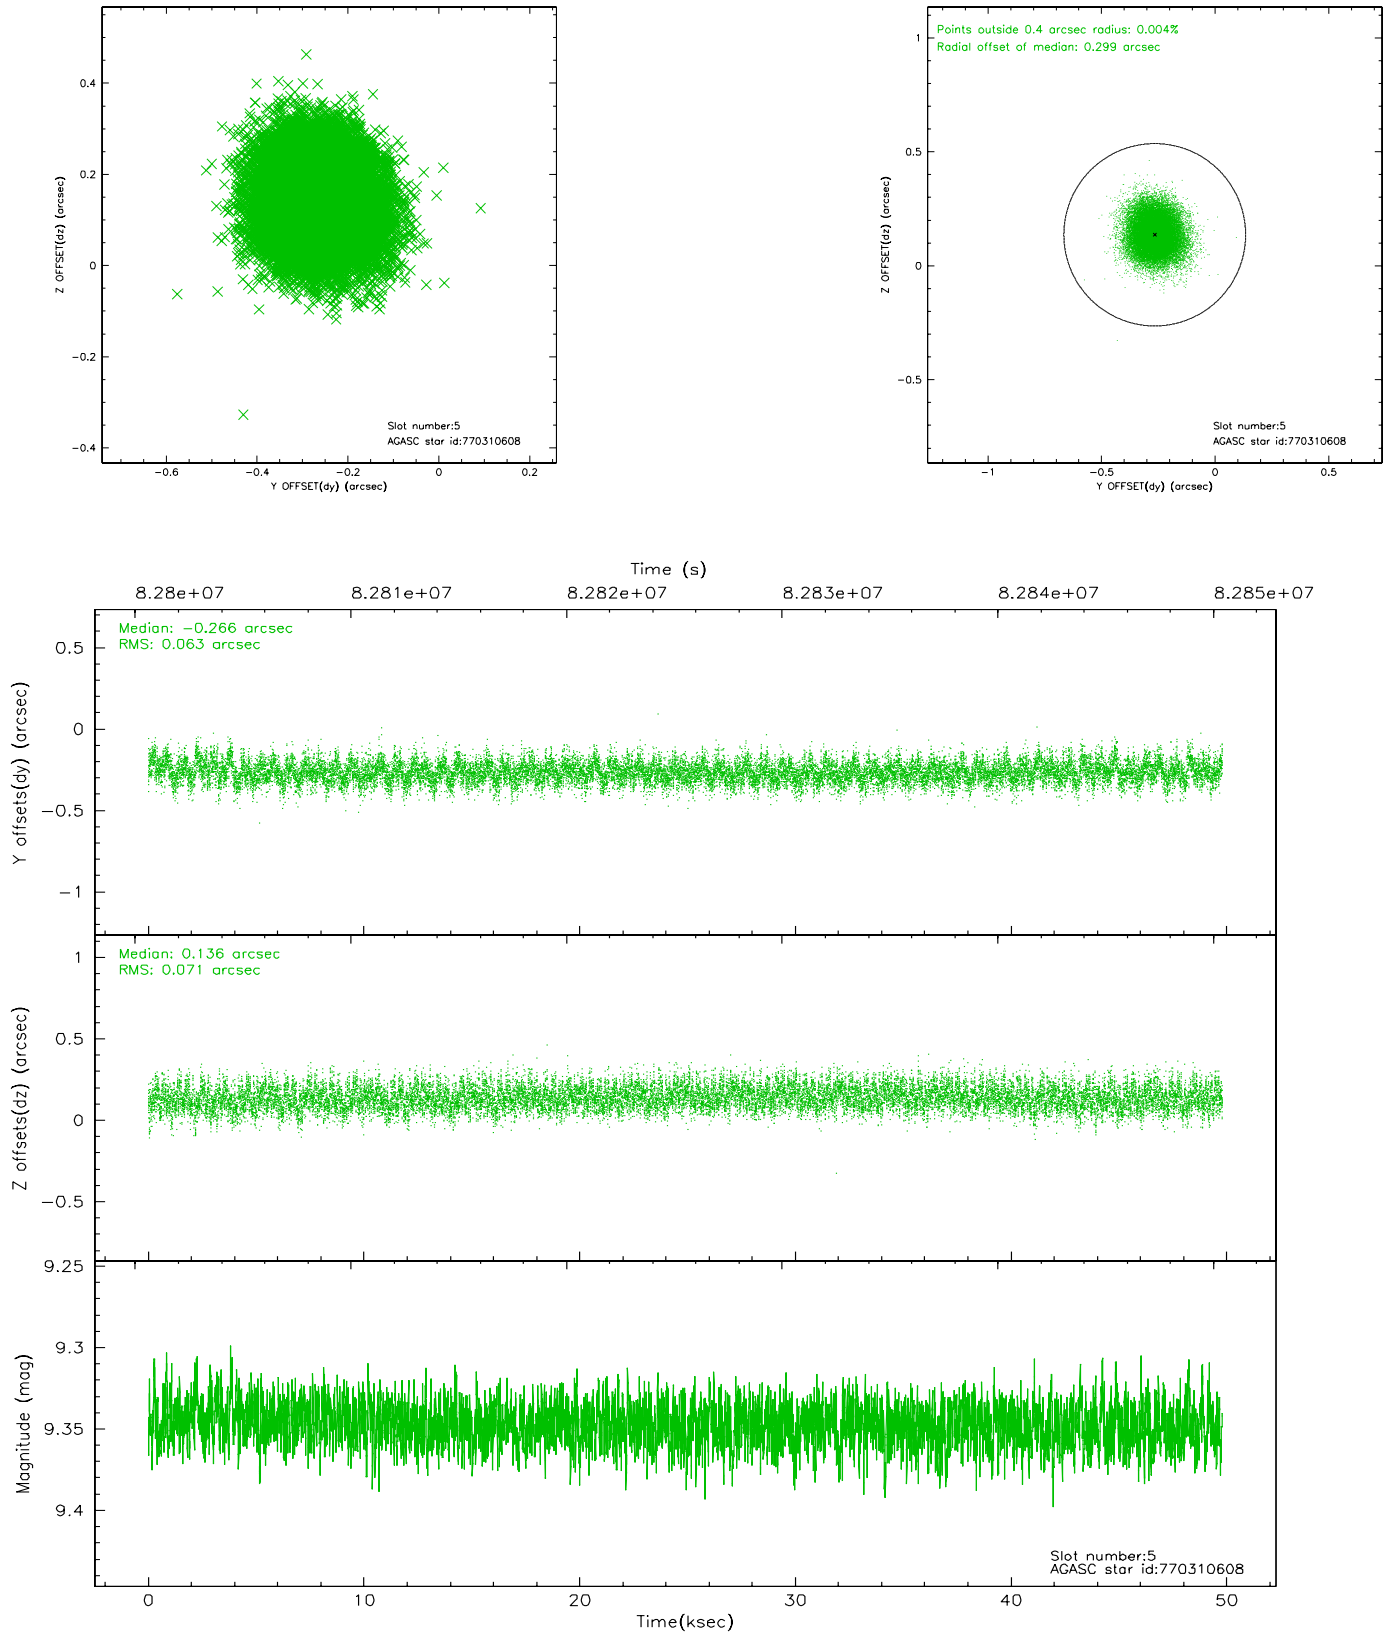 0.4
0.2
0
−0.2
−0.4
Z OFFSET(dz) (arcsec)
Slot number:5
AGASC star id:770310608
−0.6
−0.4
−0.2
0
0.2
Y OFFSET(dy) (arcsec)
Points outside 0.4 arcsec radius: 0.004%
Radial offset of median: 0.299 arcsec
1
0.5
0
−0.5
Z OFFSET(dz) (arcsec)
Slot number:5
AGASC star id:770310608
−1
−0.5
0
0.5
Y OFFSET(dy) (arcsec)
Time (s)
8.28e+07
8.281e+07
8.282e+07
8.283e+07
8.284e+07
8.285e+07
Median: −0.266 arcsec
RMS: 0.063 arcsec
0.5
0
−0.5
−1
Y offsets(dy) (arcsec)
Median: 0.136 arcsec
RMS: 0.071 arcsec
1
0.5
0
−0.5
Z offsets(dz) (arcsec)
9.25
9.3
9.35
9.4
Magnitude (mag)
Slot number:5
AGASC star id:770310608
0
10
20
30
40
50
Time(ksec)